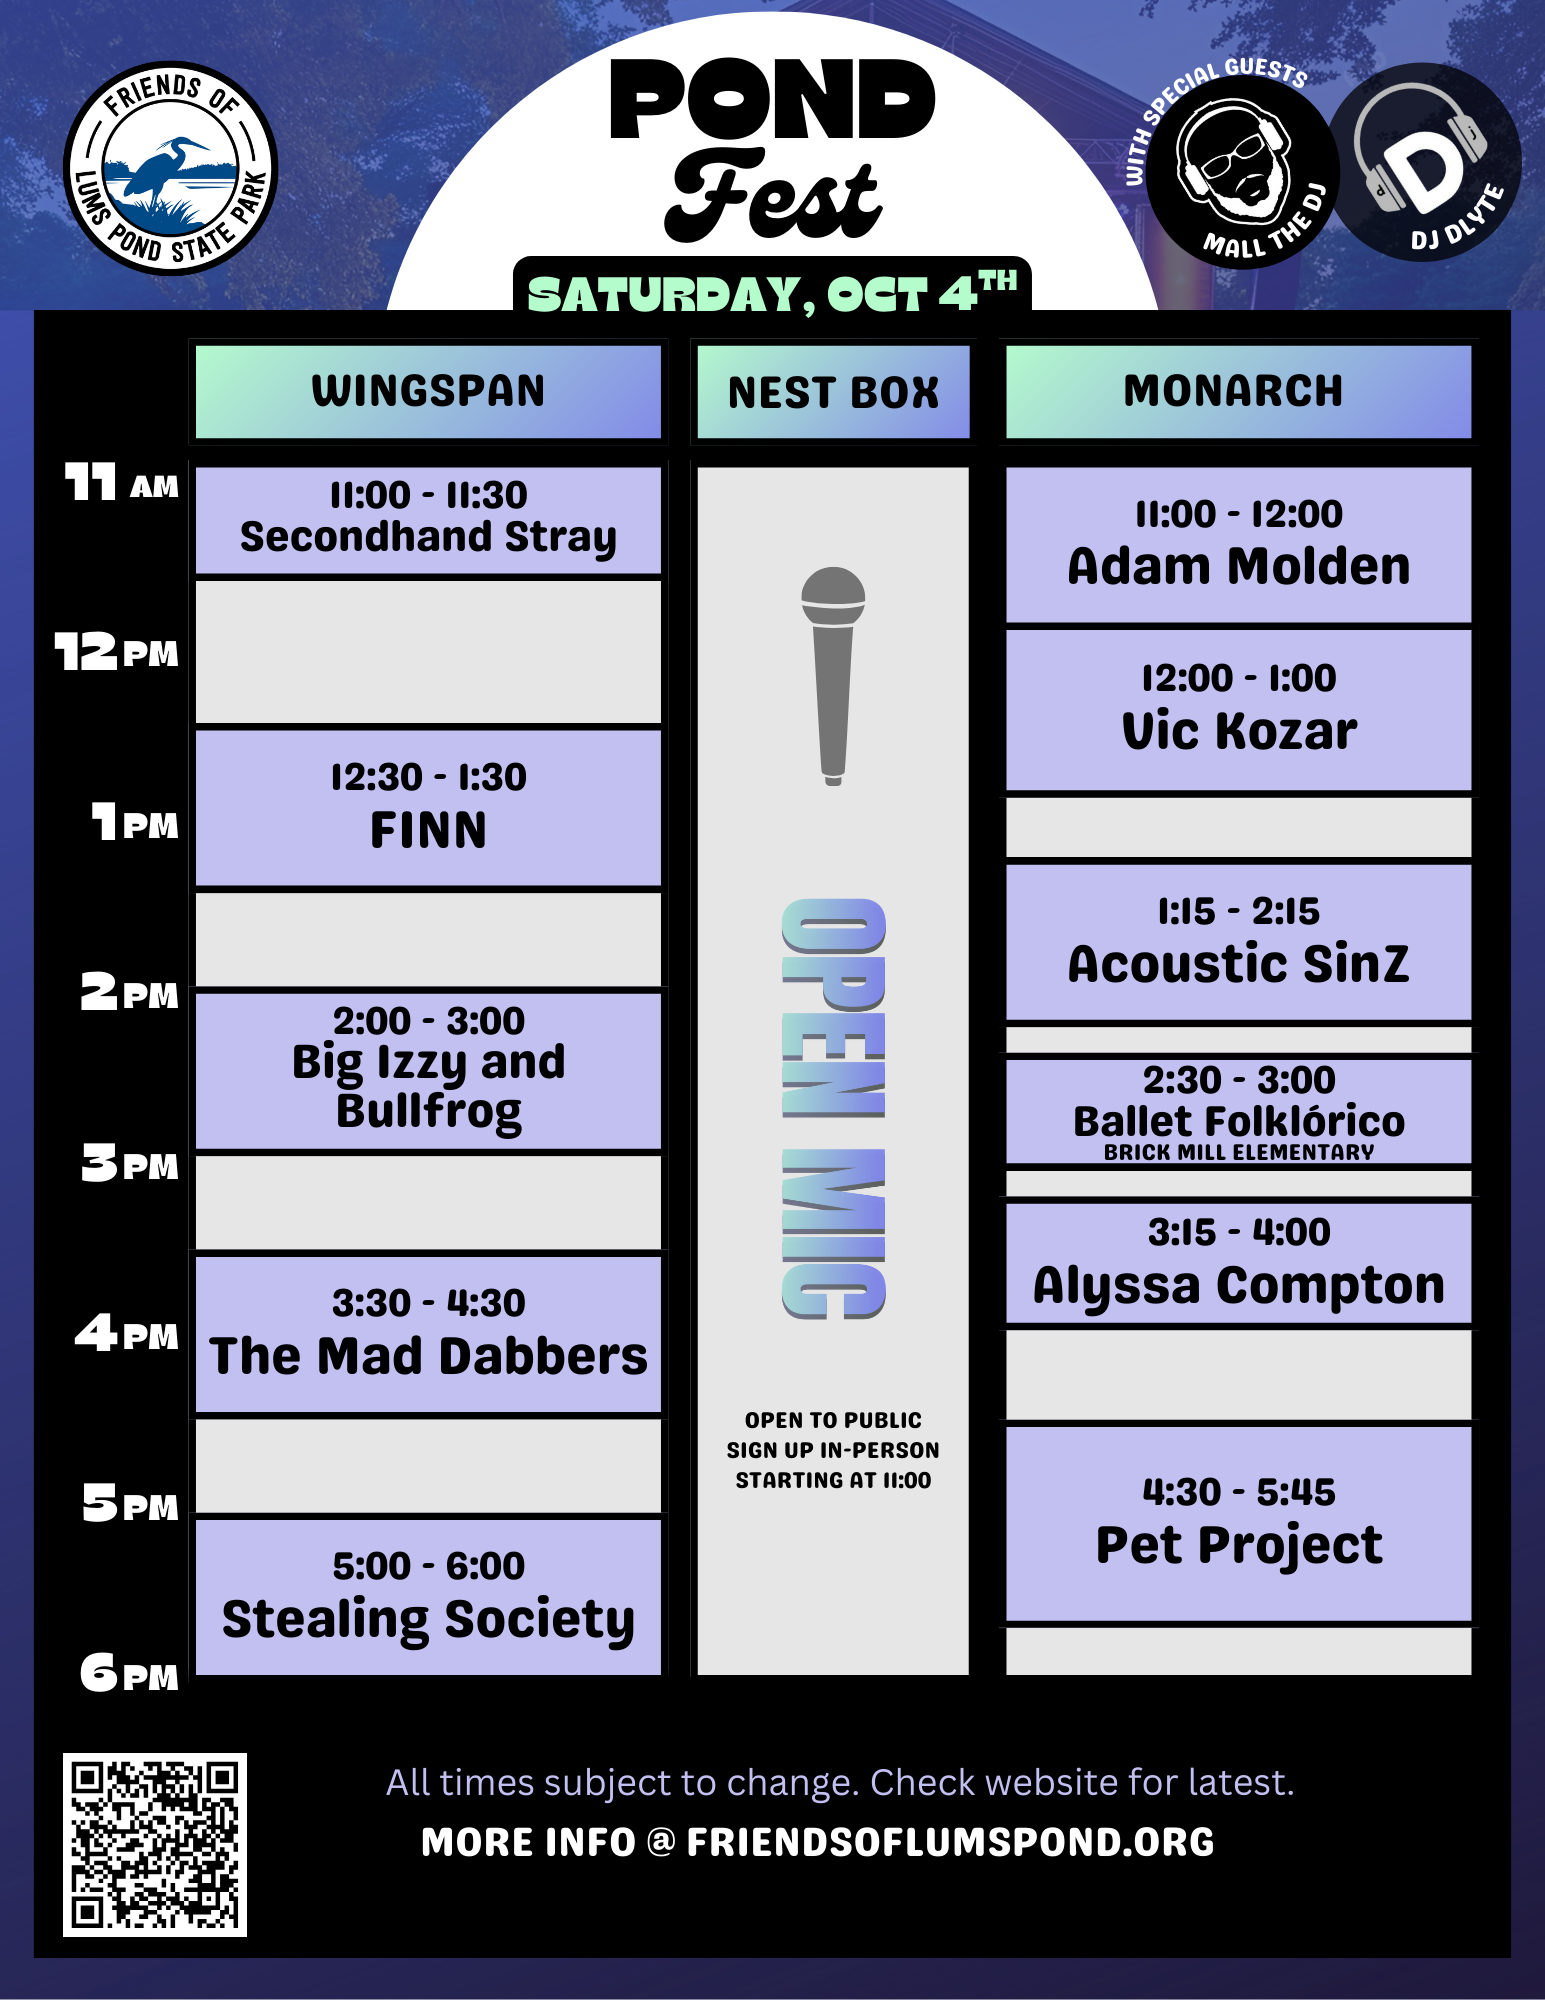 FRIENDS OF
LUMS POND STATE PARK
POND
Fest
SATURDAY, OCT 4TH
WITH SPECIAL GUESTS
MALL THE DJ
D
d
j
DJ DLYTE
WINGSPAN
NEST BOX
MONARCH
11 AM
12 PM
1 PM
2 PM
3 PM
4 PM
5 PM
6 PM
11:00 - 11:30
Secondhand Stray
12:30 - 1:30
FINN
2:00 - 3:00
Big Izzy and
Bullfrog
3:30 - 4:30
The Mad Dabbers
5:00 - 6:00
Stealing Society
OPEN MIC
OPEN TO PUBLIC
SIGN UP IN-PERSON
STARTING AT 11:00
11:00 - 12:00
Adam Molden
12:00 - 1:00
Vic Kozar
1:15 - 2:15
Acoustic SinZ
2:30 - 3:00
Ballet Folklórico
BRICK MILL ELEMENTARY
3:15 - 4:00
Alyssa Compton
4:30 - 5:45
Pet Project
All times subject to change. Check website for latest.
MORE INFO @ FRIENDSOFLUMSPOND.ORG